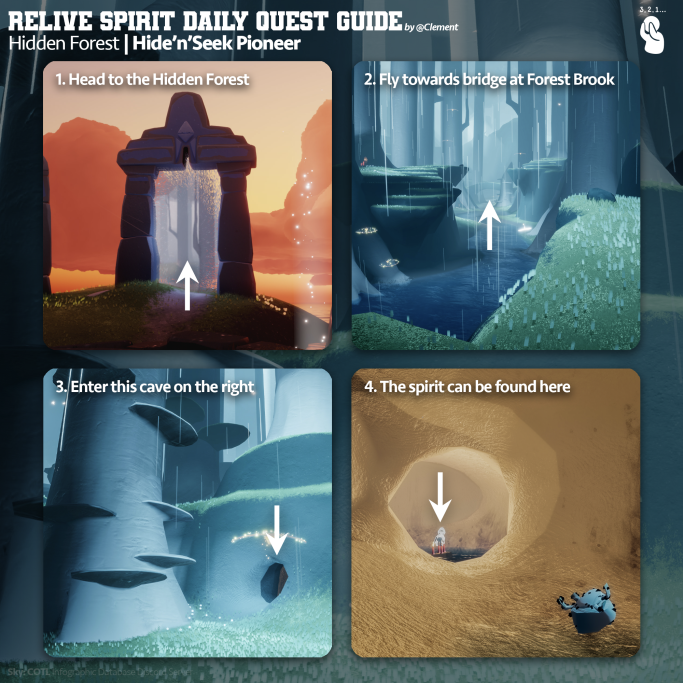 RELIVE SPIRIT DAILY QUEST GUIDE by @Clement
3, 2, 1...
Hidden Forest | Hide'n'Seek Pioneer
1. Head to the Hidden Forest
2. Fly towards bridge at Forest Brook
3. Enter this cave on the right
4. The spirit can be found here
Sky:COTL Infographic Database